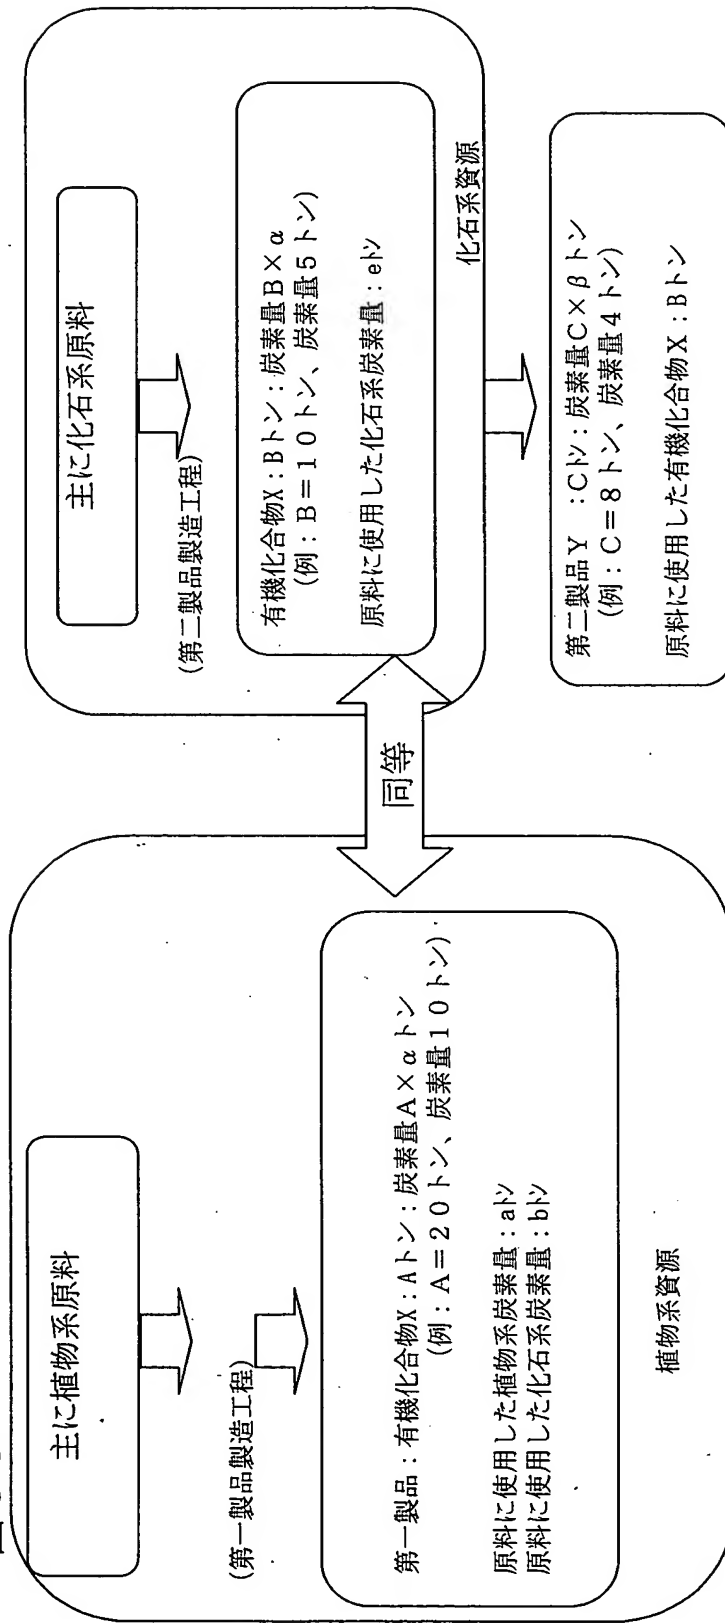 主に植物系原料
(第一製品製造工程)
第一製品：有機化合物X：Aトン：炭素量A×αトン
(例：A＝20トン、炭素量10トン)
原料に使用した植物系炭素量：aトン
原料に使用した化石系炭素量：bトン
植物系資源
同等
主に化石系原料
(第二製品製造工程)
有機化合物X：Bトン：炭素量B×α
(例：B＝10トン、炭素量5トン)
原料に使用した化石系炭素量：eトン
化石系資源
第二製品Y ：Cトン：炭素量C×βトン
(例：C＝8トン、炭素量4トン)
原料に使用した有機化合物X：Bトン